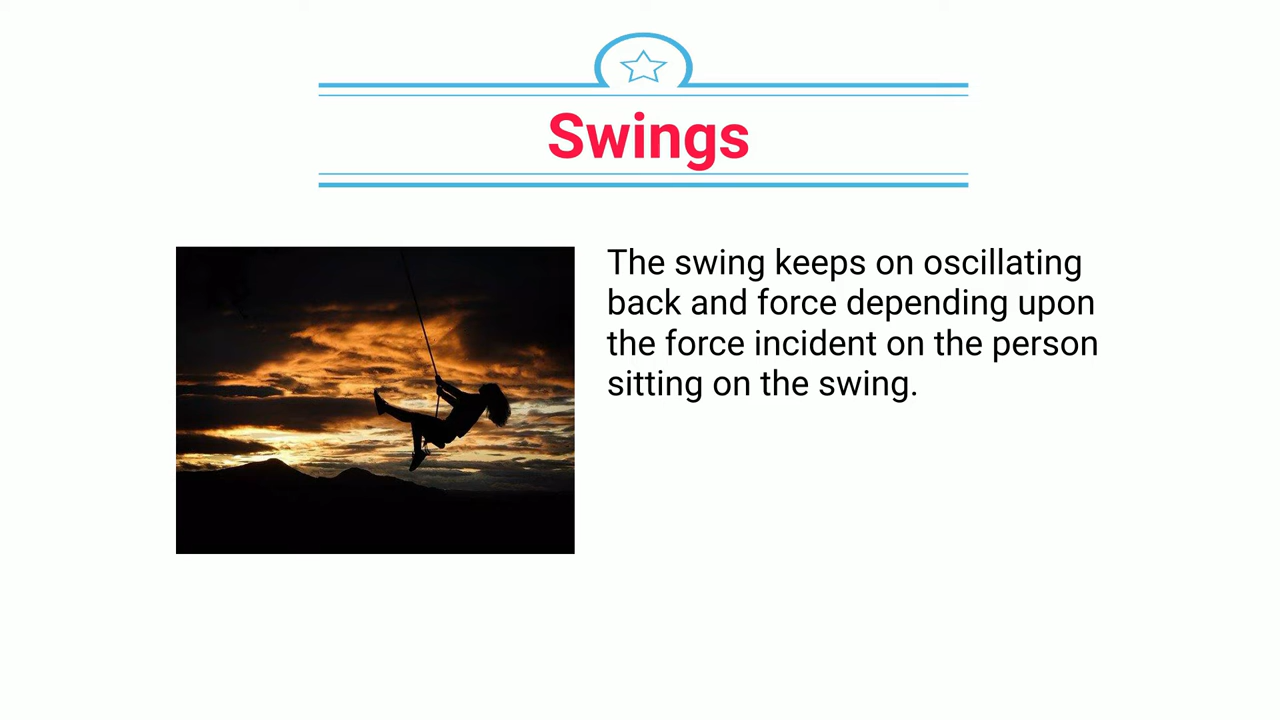 Swings
The swing keeps on oscillating
back and force depending upon
the force incident on the person
sitting on the swing.